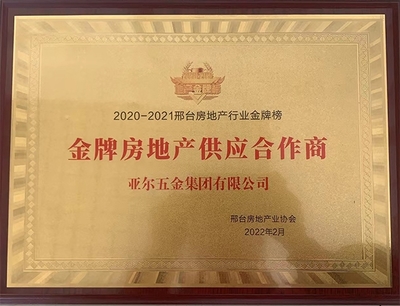 2020-2021邢台房地产行业金牌榜
金牌房地产供应合作商
亚尔五金集团有限公司
邢台房地产业协会
2022年2月